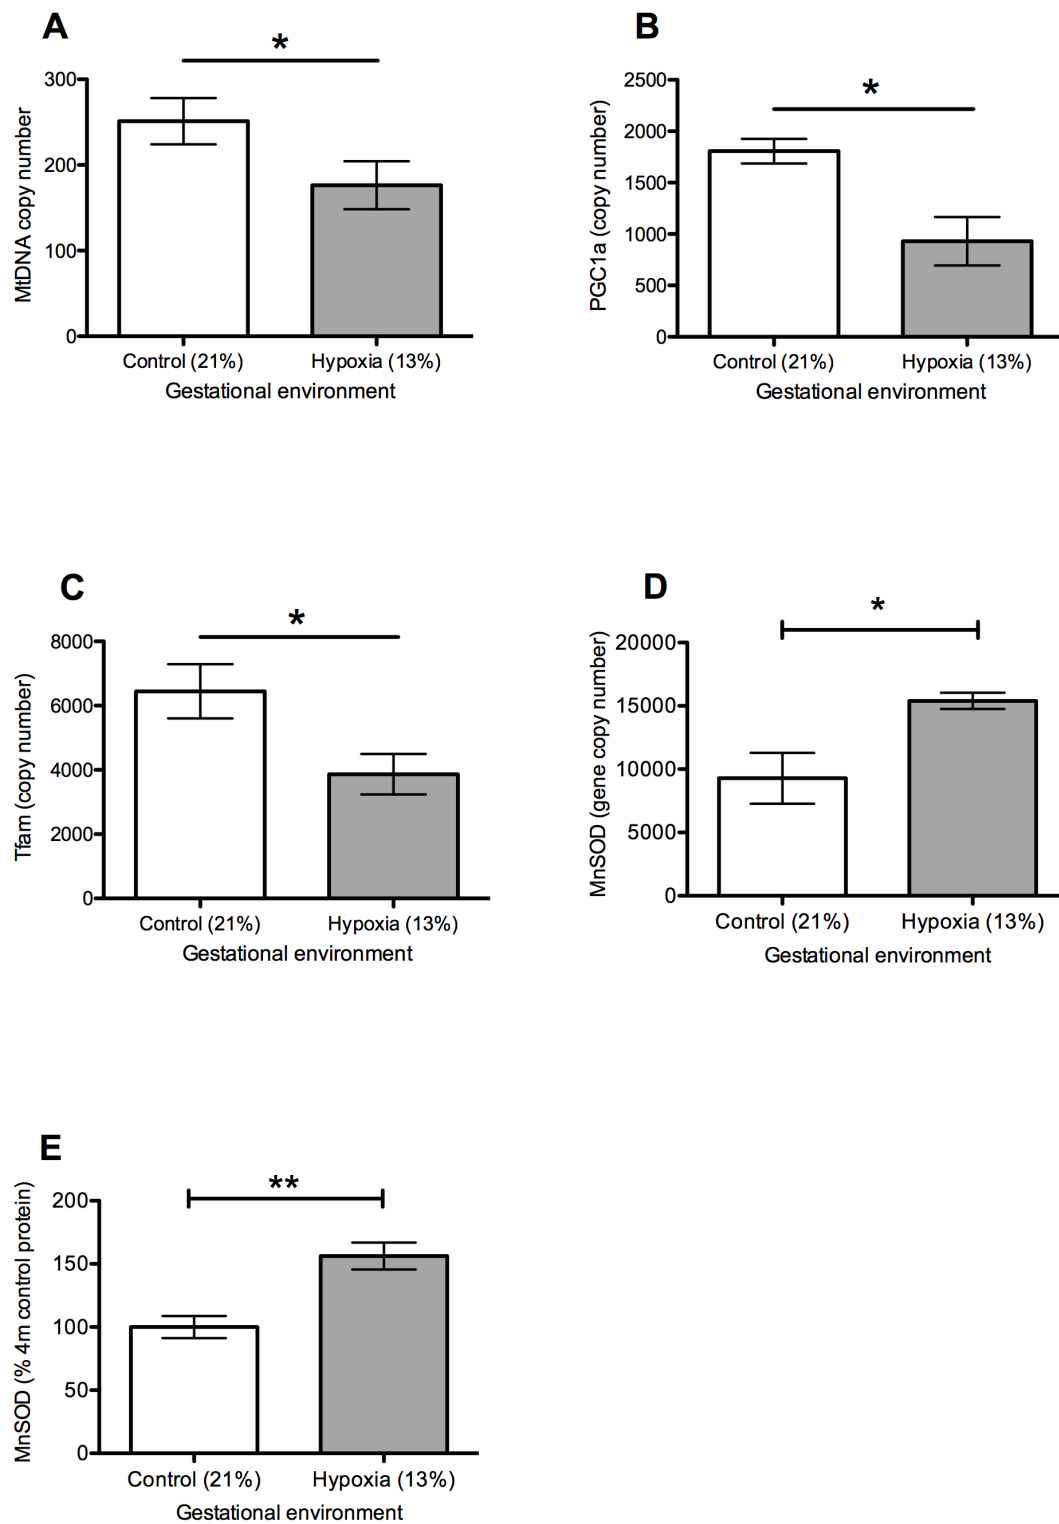 A
*
300
200
100
0
MtDNA copy number
Control (21%)
Hypoxia (13%)
Gestational environment
B
*
2500
2000
1500
1000
500
0
PGC1a (copy number)
Control (21%)
Hypoxia (13%)
Gestational environment
C
*
8000
6000
4000
2000
0
Tfam (copy number)
Control (21%)
Hypoxia (13%)
Gestational environment
D
*
20000
15000
10000
5000
0
MnSOD (gene copy number)
Control (21%)
Hypoxia (13%)
Gestational environment
E
**
200
150
100
50
0
MnSOD (% 4m control protein)
Control (21%)
Hypoxia (13%)
Gestational environment